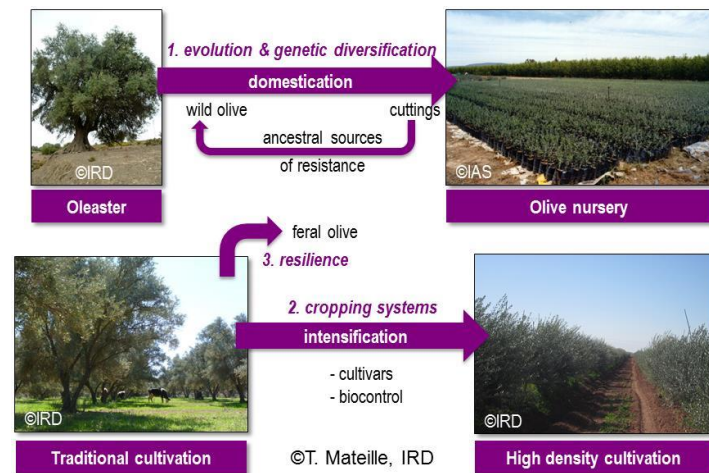 1. evolution & genetic diversification
domestication
wild olive
cuttings
ancestral sources
of resistance
©IRD
©IAS
Oleaster
Olive nursery
feral olive
3. resilience
2. cropping systems
intensification
- cultivars
- biocontrol
©IRD
©IRD
Traditional cultivation
©T. Mateille, IRD
High density cultivation